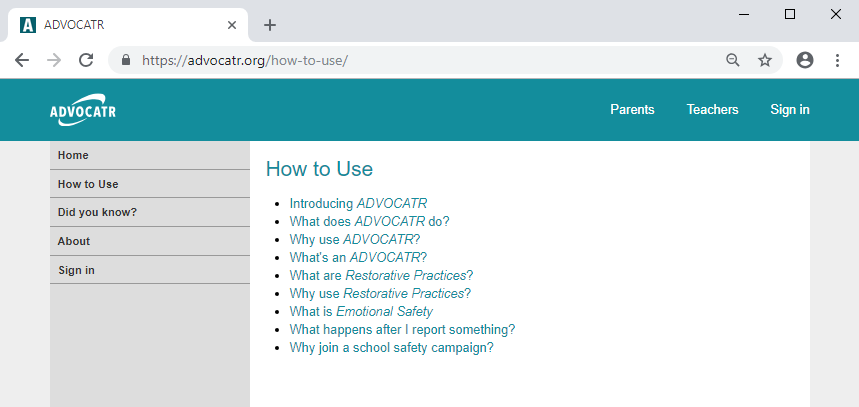 A ADVOCATR
https://advocatr.org/how-to-use/
ADVOCATR
Parents Teachers Sign in
Home
How to Use
Did you know?
About
Sign in
How to Use
Introducing ADVOCATR
What does ADVOCATR do?
Why use ADVOCATR?
What's an ADVOCATR?
What are Restorative Practices?
Why use Restorative Practices?
What is Emotional Safety
What happens after I report something?
Why join a school safety campaign?